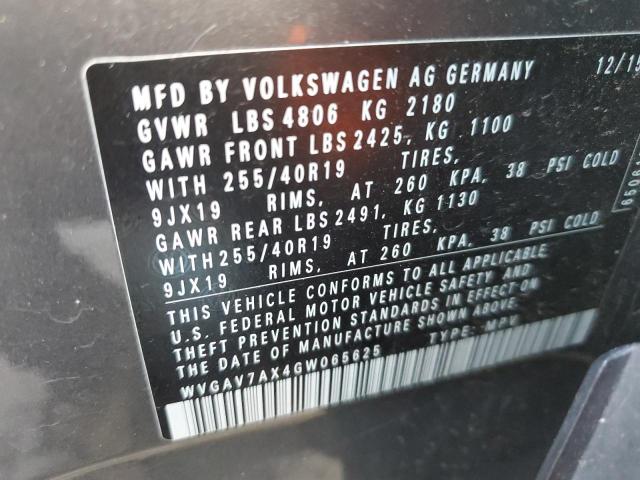 MFD BY VOLKSWAGEN AG GERMANY 12/15
GVWR LBS 4806 KG 2180
GAWR FRONT LBS 2425, KG 1100
WITH 255/40R19 TIRES,
9JX19 RIMS, AT 260 KPA, 38 PSI COLD
GAWR REAR LBS 2491, KG 1130
WITH 255/40R19 TIRES,
9JX19 RIMS, AT 260 KPA, 38 PSI COLD
THIS VEHICLE CONFORMS TO ALL APPLICABLE
U.S. FEDERAL MOTOR VEHICLE SAFETY AND
THEFT PREVENTION STANDARDS IN EFFECT ON
THE DATE OF MANUFACTURE SHOWN ABOVE.
WVGAV7AX4GW065625 TYPE: MPV